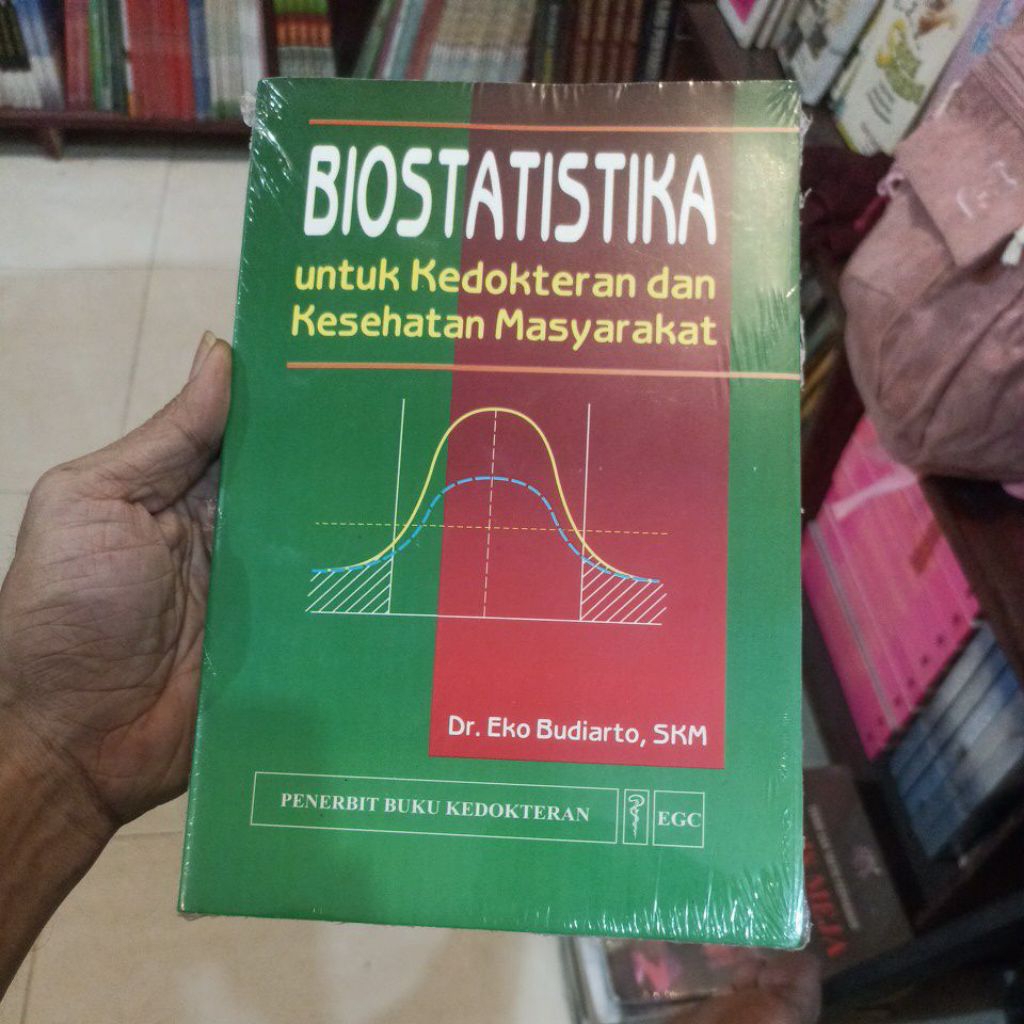 BIOSTATISTIKA
untuk Kedokteran dan
Kesehatan Masyarakat
Dr. Eko Budiarto, SKM
PENERBIT BUKU KEDOKTERAN
EGC